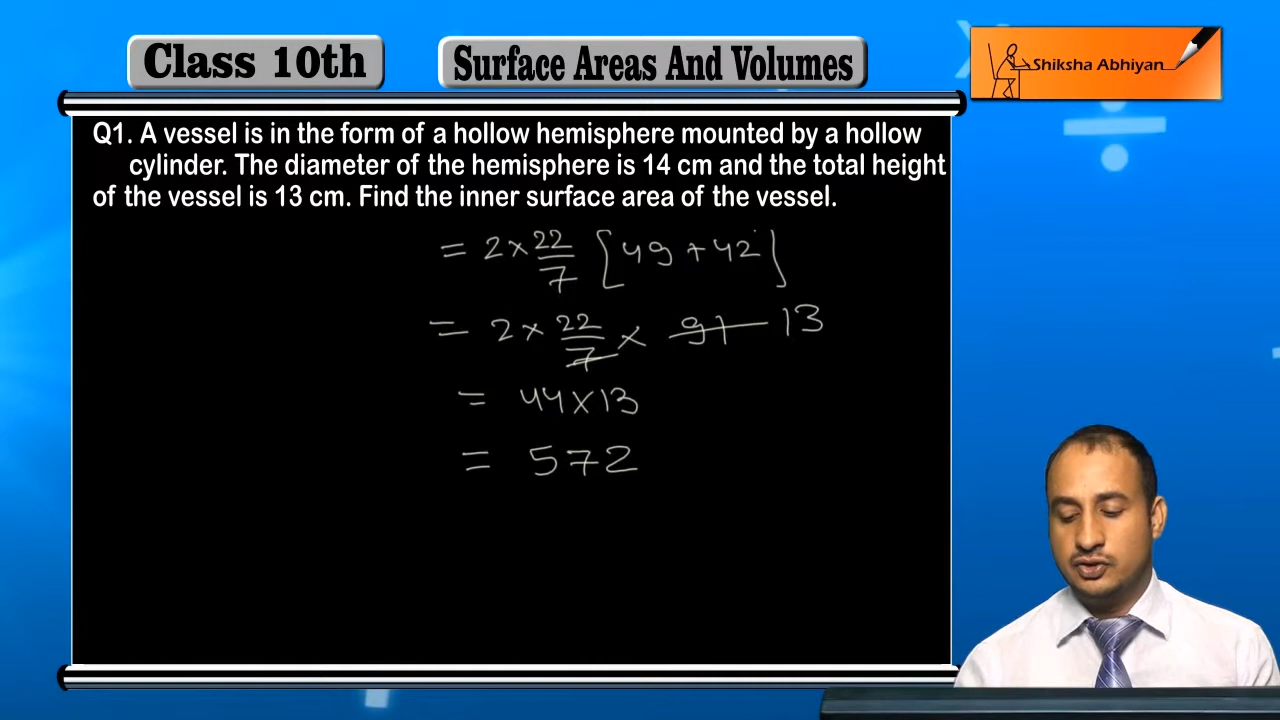 Class 10th
Surface Areas And Volumes
Shiksha Abhiyan
Q1. A vessel is in the form of a hollow hemisphere mounted by a hollow
cylinder. The diameter of the hemisphere is 14 cm and the total height
of the vessel is 13 cm. Find the inner surface area of the vessel.
= 2 × 22/7 [49 + 42]
= 2 × 22/7 × 91 13
= 44 × 13
= 572